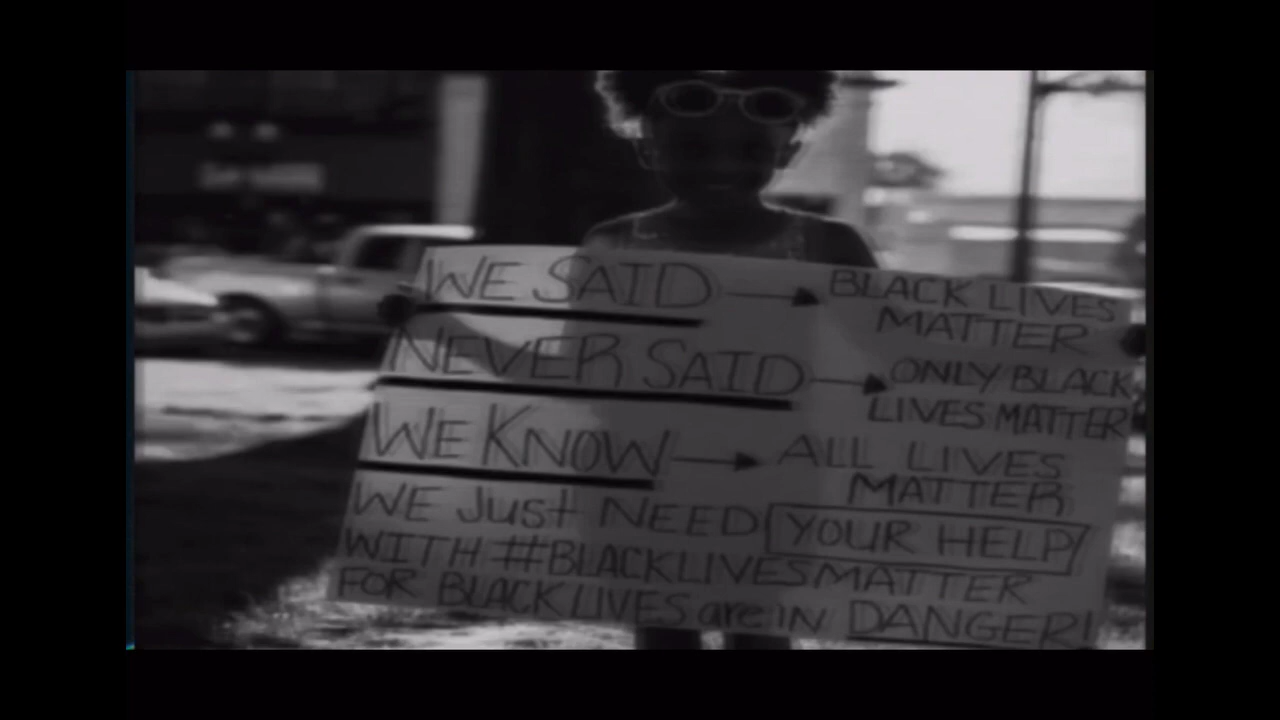 WE SAID → BLACK LIVES
MATTER
NEVER SAID → ONLY BLACK
LIVES MATTER
WE KNOW → ALL LIVES
MATTER
WE Just NEED YOUR HELP
WITH #BLACKLIVESMATTER
FOR BLACK LIVES are IN DANGER!